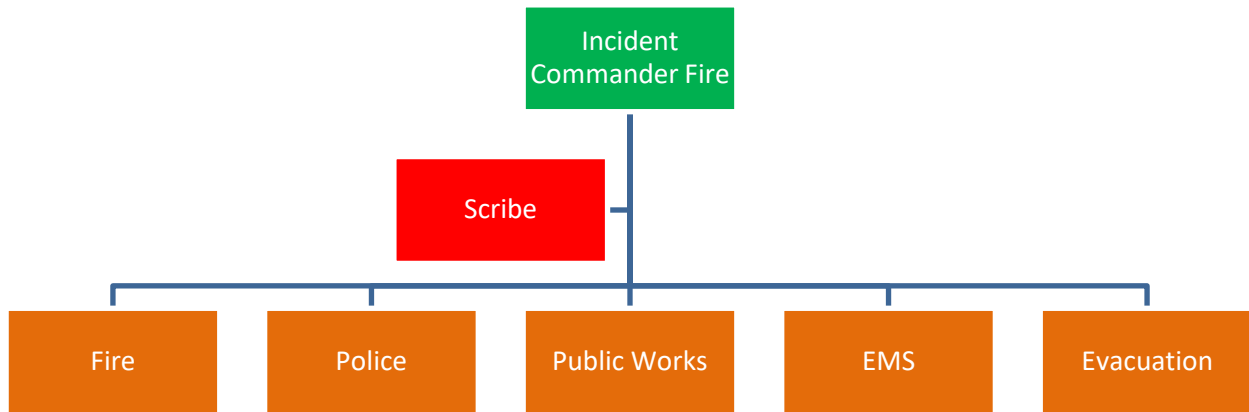 Incident
Commander Fire
Scribe
Fire
Police
Public Works
EMS
Evacuation